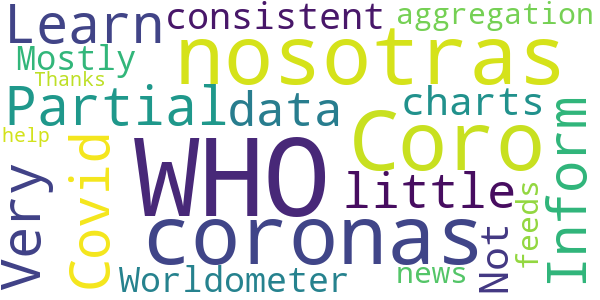 Learn consistent aggregation
Mostly nosotras
Thanks
Partial data charts
help
WHO Coro
Very Covid little Inform
coronas Not feeds
Worldometer news